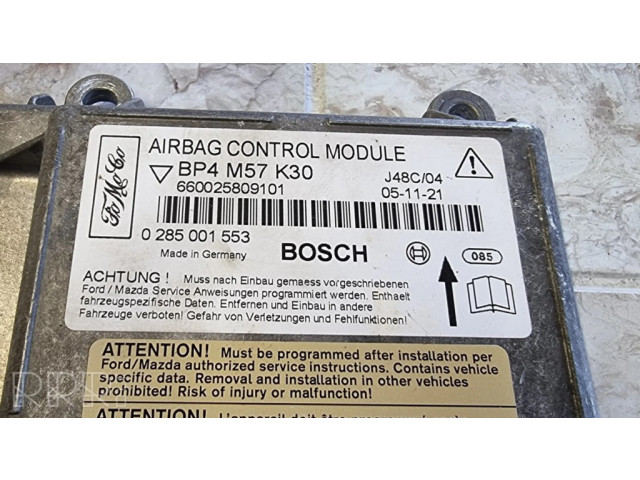 FoMoCo
AIRBAG CONTROL MODULE
BP4 M57 K30
J48C/04
660025809101
05-11-21
0 285 001 553
BOSCH
085
Made in Germany
ACHTUNG ! Muss nach Einbau gemaess vorgeschriebenen
Ford / Mazda Service Anweisungen programmiert werden. Enthaelt
fahrzeugspezifische Daten. Entfernen und Einbau in andere
Fahrzeuge verboten! Gefahr von Verletzungen und Fehlfunktionen!
ATTENTION! Must be programmed after installation per
Ford/Mazda authorized service instructions. Contains vehicle
specific data. Removal and installation in other vehicles
prohibited! Risk of injury or malfunction!
ATTENTION! L'appareil doit être